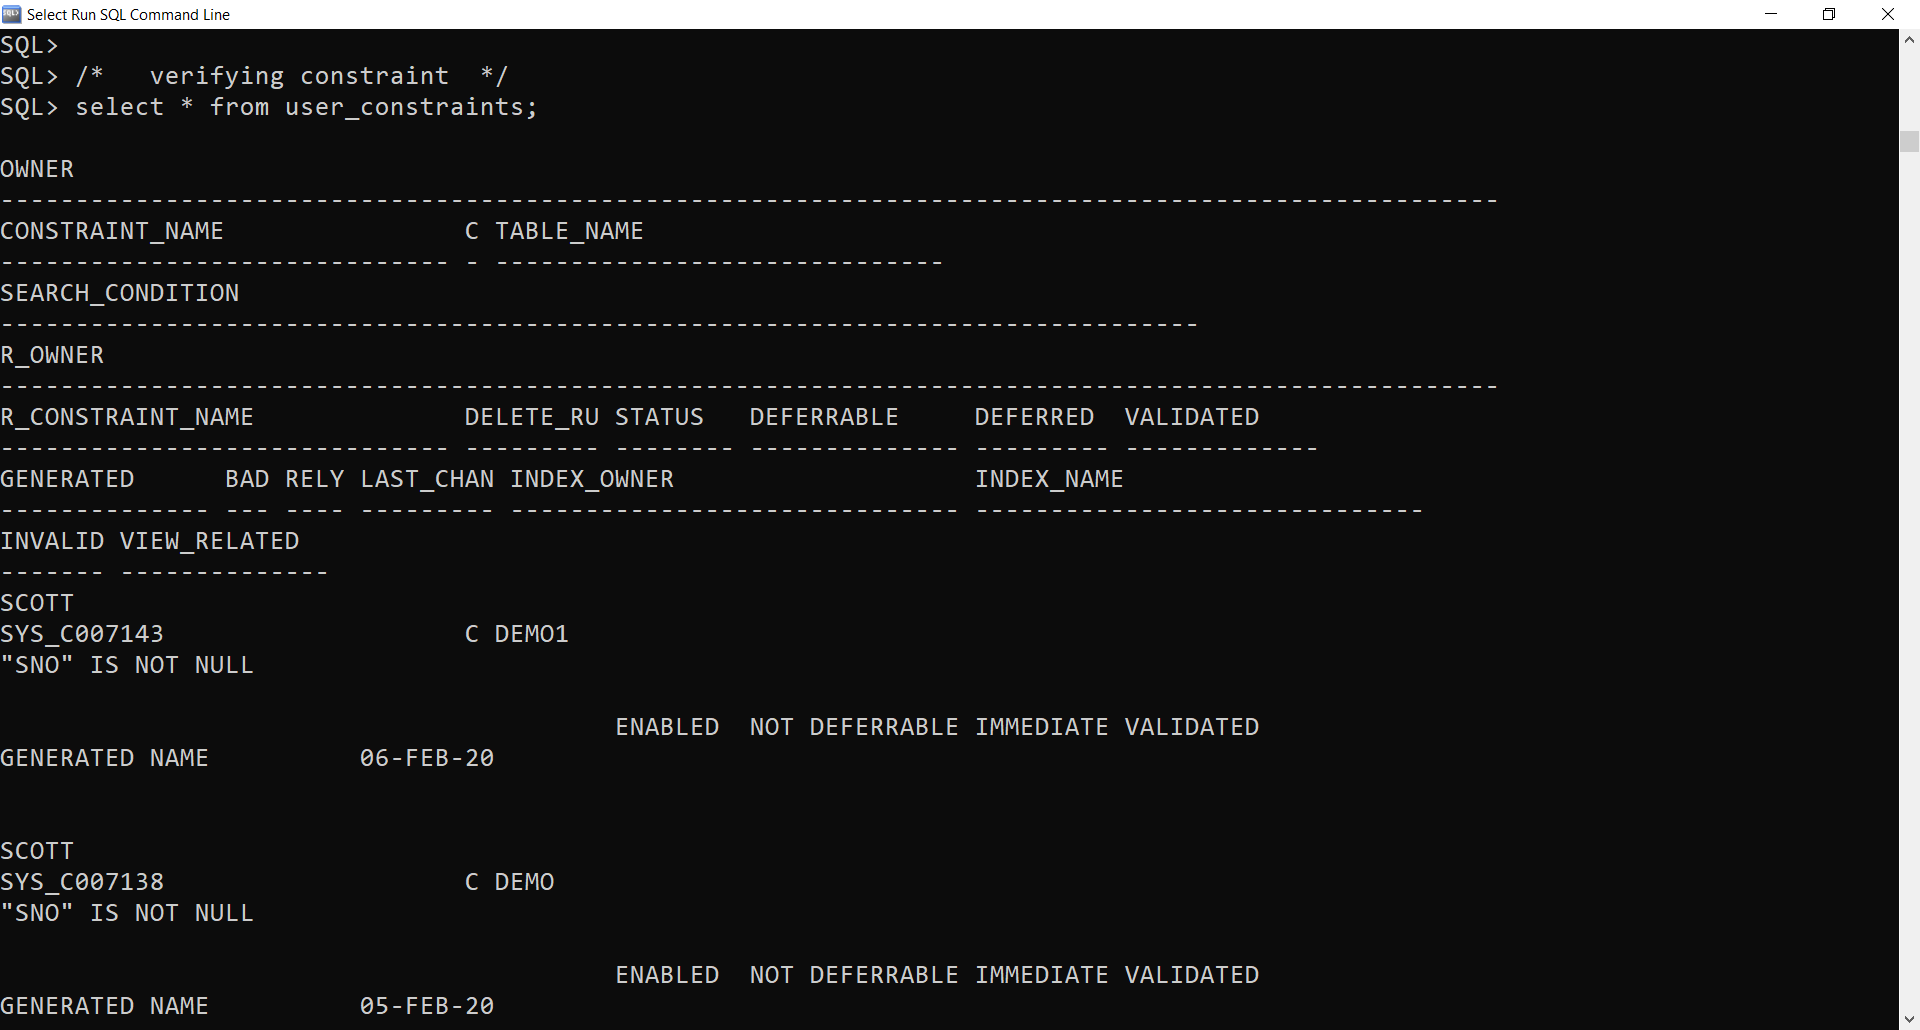 Select Run SQL Command Line
SQL>
SQL> /*   verifying constraint  */
SQL> select * from user_constraints;

OWNER
----------------------------------------------------------------------------------------------------
CONSTRAINT_NAME                C TABLE_NAME
------------------------------ - ------------------------------
SEARCH_CONDITION
--------------------------------------------------------------------------------
R_OWNER
----------------------------------------------------------------------------------------------------
R_CONSTRAINT_NAME              DELETE_RU STATUS   DEFERRABLE     DEFERRED  VALIDATED
------------------------------ --------- -------- -------------- --------- -------------
GENERATED      BAD RELY LAST_CHAN INDEX_OWNER                    INDEX_NAME
-------------- --- ---- --------- ------------------------------ ------------------------------
INVALID VIEW_RELATED
------- --------------
SCOTT
SYS_C007143                    C DEMO1
"SNO" IS NOT NULL

                                         ENABLED  NOT DEFERRABLE IMMEDIATE VALIDATED
GENERATED NAME          06-FEB-20


SCOTT
SYS_C007138                    C DEMO
"SNO" IS NOT NULL

                                         ENABLED  NOT DEFERRABLE IMMEDIATE VALIDATED
GENERATED NAME          05-FEB-20